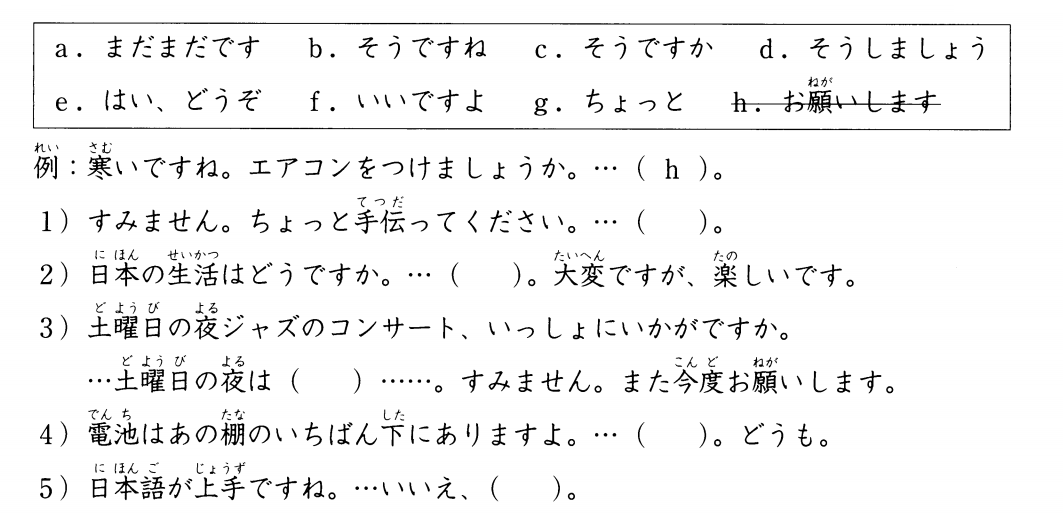 a．まだまだです　b．そうですね　c．そうですか　d．そうしましょう
e．はい、どうぞ　f．いいですよ　g．ちょっと　h．お願いします
例：寒いですね。エアコンをつけましょうか。…（ h ）。
1）すみません。ちょっと手伝ってください。…（　　）。
2）日本の生活はどうですか。…（　　）。大変ですが、楽しいです。
3）土曜日の夜ジャズのコンサート、いっしょにいかがですか。
…土曜日の夜は（　　）……。すみません。また今度お願いします。
4）電池はあの棚のいちばん下にありますよ。…（　　）。どうも。
5）日本語が上手ですね。…いいえ、（　　）。